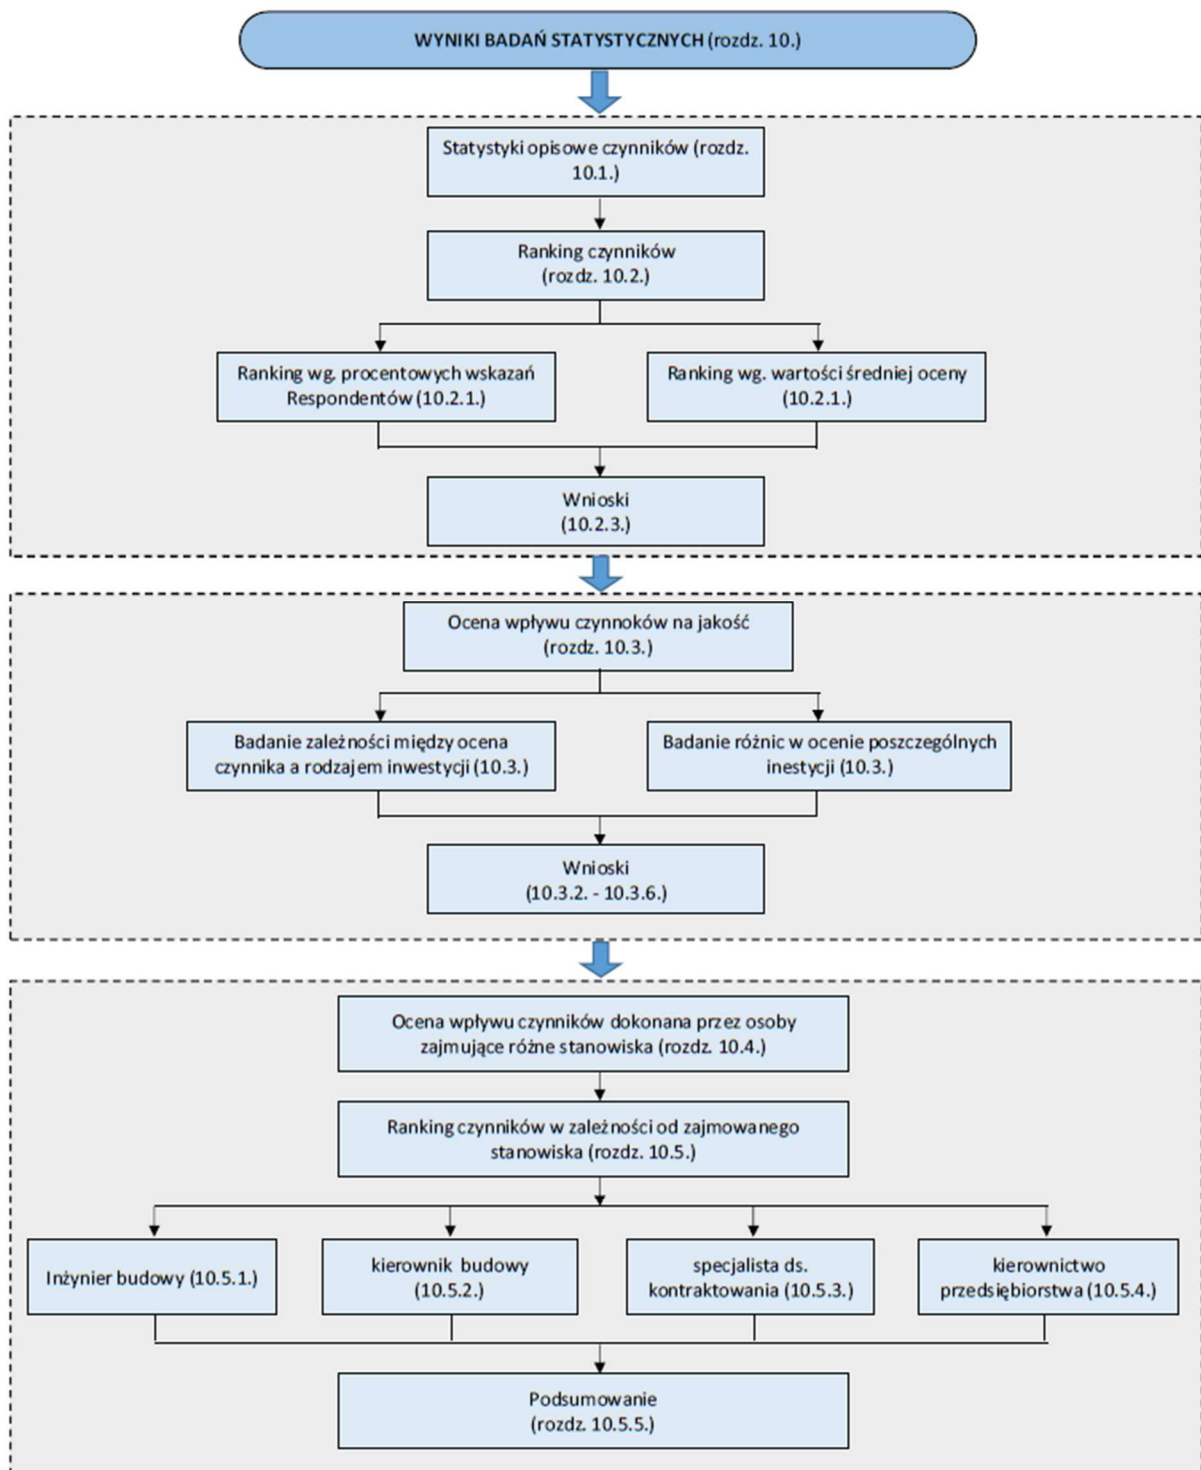 WYNIKI BADAŃ STATYSTYCZNYCH (rozdz. 10.)
Statystyki opisowe czynników (rozdz.
10.1.)
Ranking czynników
(rozdz. 10.2.)
Ranking wg. procentowych wskazań
Respondentów (10.2.1.)
Ranking wg. wartości średniej oceny
(10.2.1.)
Wnioski
(10.2.3.)
Ocena wpływu czynnoków na jakość
(rozdz. 10.3.)
Badanie zależności między ocena
czynnika a rodzajem inwestycji (10.3.)
Badanie różnic w ocenie poszczególnych
inestycji (10.3.)
Wnioski
(10.3.2. - 10.3.6.)
Ocena wpływu czynników dokonana przez osoby
zajmujące różne stanowiska (rozdz. 10.4.)
Ranking czynników w zależności od zajmowanego
stanowiska (rozdz. 10.5.)
Inżynier budowy (10.5.1.)
kierownik budowy
(10.5.2.)
specjalista ds.
kontraktowania (10.5.3.)
kierownictwo
przedsiębiorstwa (10.5.4.)
Podsumowanie
(rozdz. 10.5.5.)